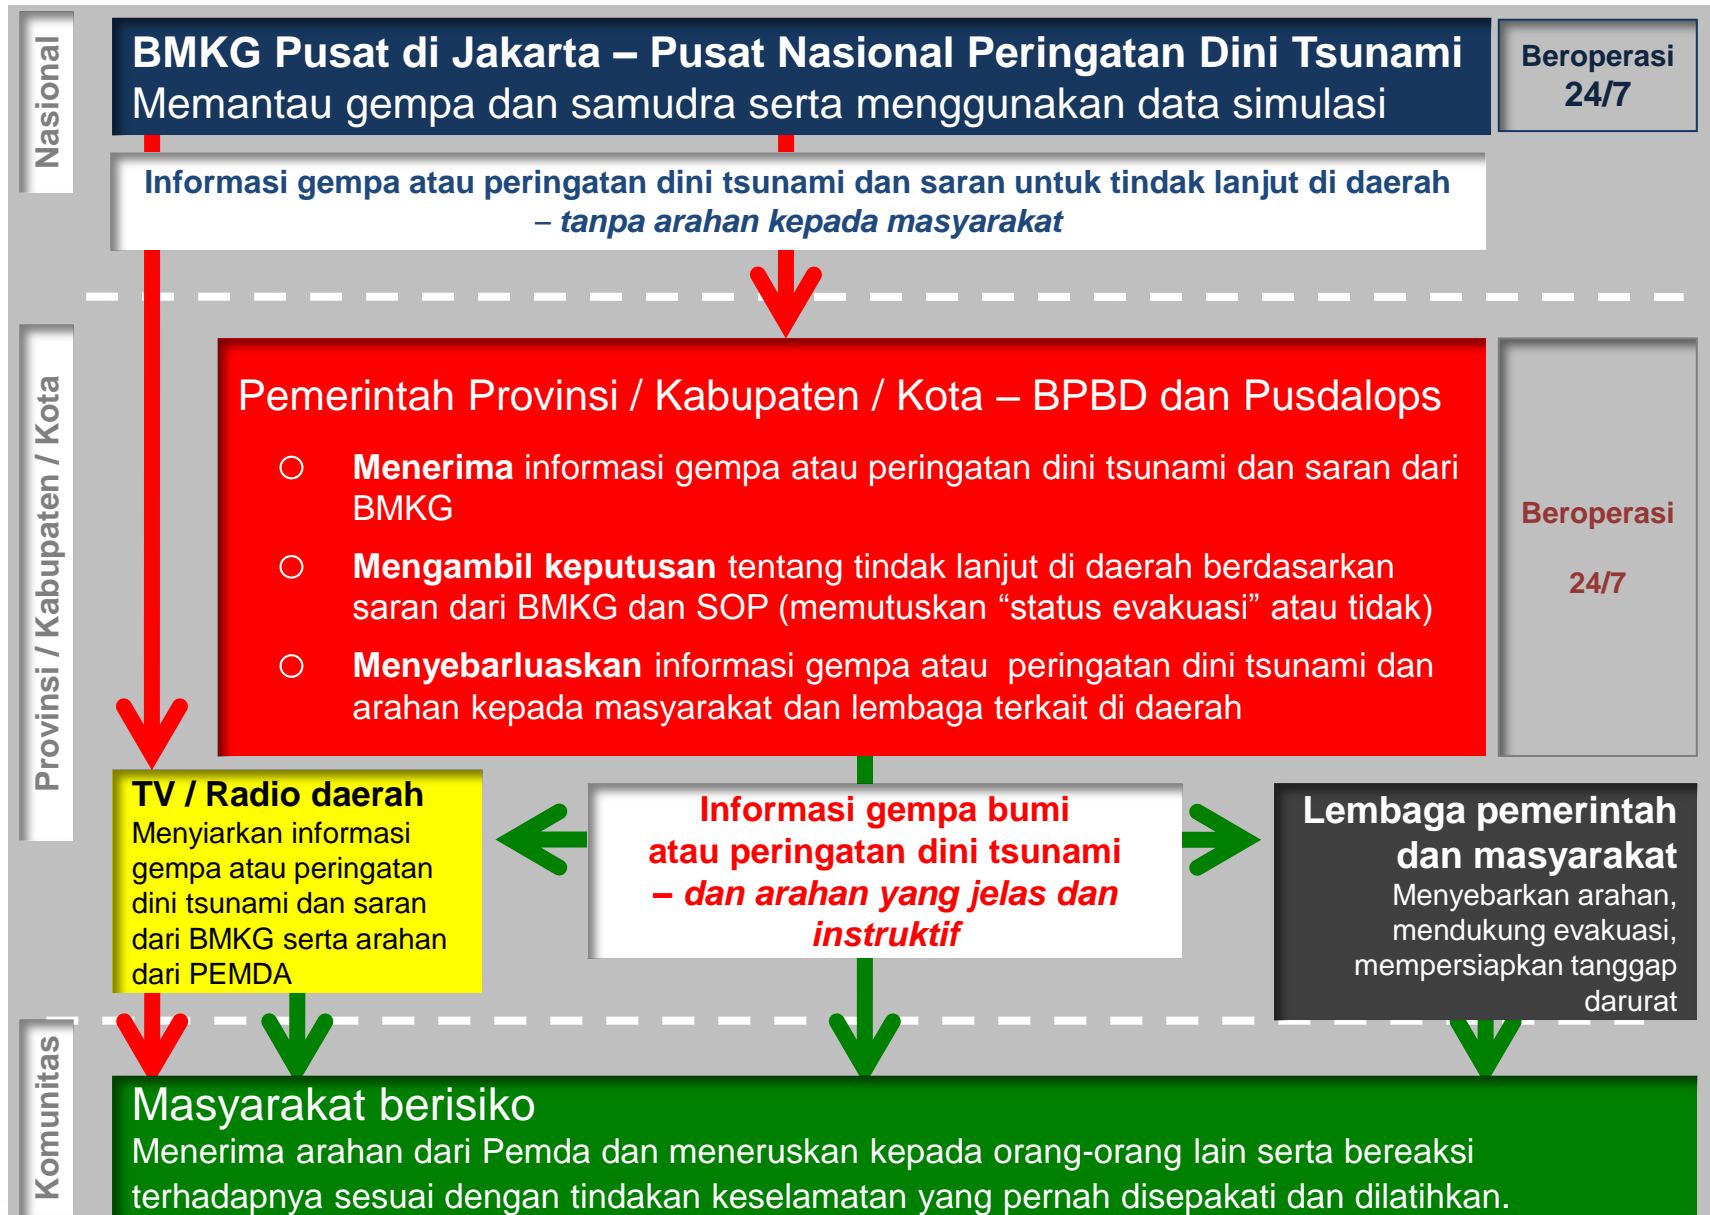 Nasional
BMKG Pusat di Jakarta – Pusat Nasional Peringatan Dini Tsunami
Memantau gempa dan samudra serta menggunakan data simulasi
Beroperasi
24/7
Informasi gempa atau peringatan dini tsunami dan saran untuk tindak lanjut di daerah
– tanpa arahan kepada masyarakat
Provinsi / Kabupaten / Kota
Pemerintah Provinsi / Kabupaten / Kota – BPBD dan Pusdalops
○ Menerima informasi gempa atau peringatan dini tsunami dan saran dari
BMKG
○ Mengambil keputusan tentang tindak lanjut di daerah berdasarkan
saran dari BMKG dan SOP (memutuskan “status evakuasi” atau tidak)
○ Menyebarluaskan informasi gempa atau peringatan dini tsunami dan
arahan kepada masyarakat dan lembaga terkait di daerah
Beroperasi
24/7
TV / Radio daerah
Menyiarkan informasi
gempa atau peringatan
dini tsunami dan saran
dari BMKG serta arahan
dari PEMDA
Informasi gempa bumi
atau peringatan dini tsunami
– dan arahan yang jelas dan
instruktif
Lembaga pemerintah
dan masyarakat
Menyebarkan arahan,
mendukung evakuasi,
mempersiapkan tanggap
darurat
Komunitas
Masyarakat berisiko
Menerima arahan dari Pemda dan meneruskan kepada orang-orang lain serta bereaksi
terhadapnya sesuai dengan tindakan keselamatan yang pernah disepakati dan dilatihkan.